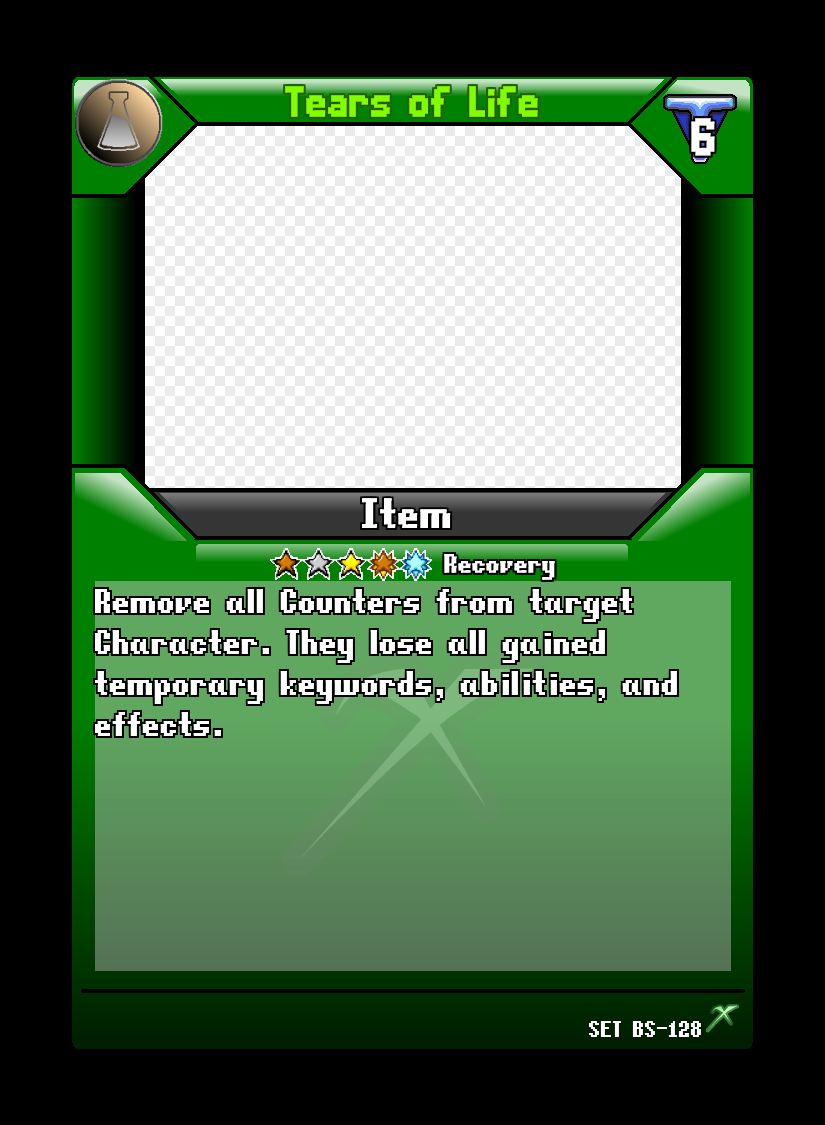 Tears of Life
6
Item
Recovery
Remove all Counters from target
Character. They lose all gained
temporary keywords, abilities, and
effects.
SET BS-128